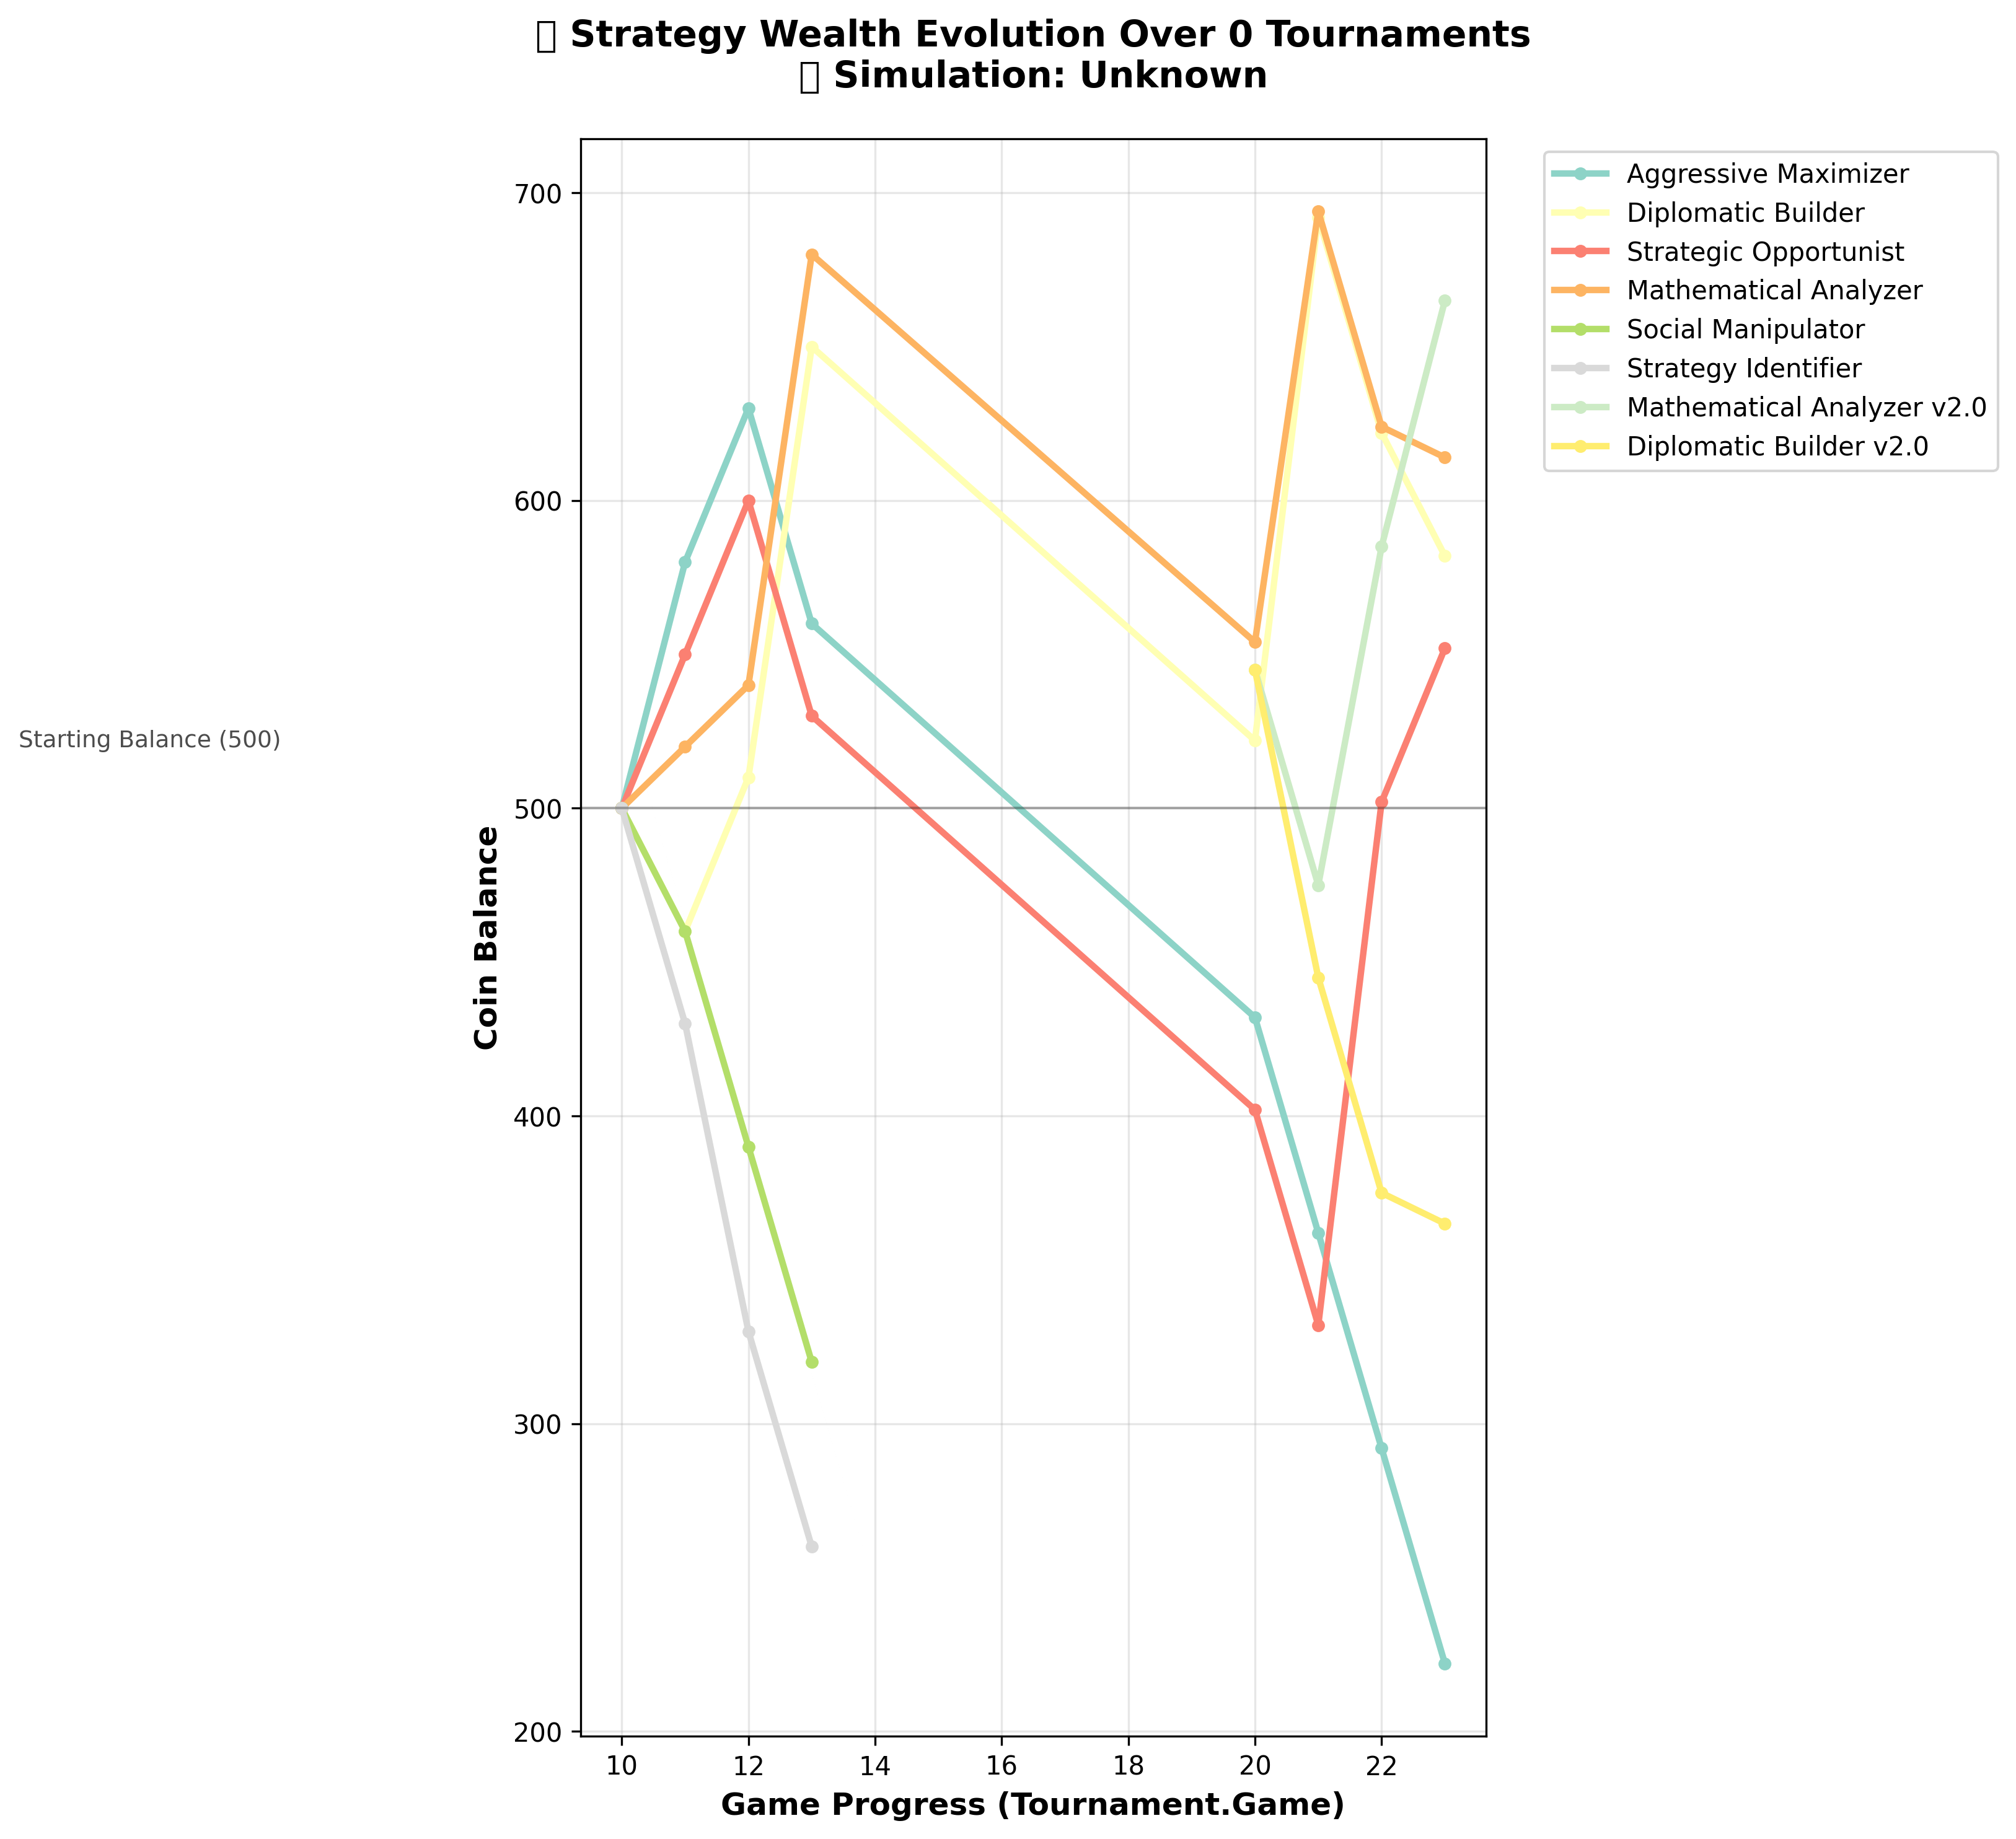 Strategy Wealth Evolution Over 0 Tournaments
Simulation: Unknown
Aggressive Maximizer
Diplomatic Builder
Strategic Opportunist
Mathematical Analyzer
Social Manipulator
Strategy Identifier
Mathematical Analyzer v2.0
Diplomatic Builder v2.0
700
600
500
400
300
200
Starting Balance (500)
Coin Balance
10 12 14 16 18 20 22
Game Progress (Tournament.Game)